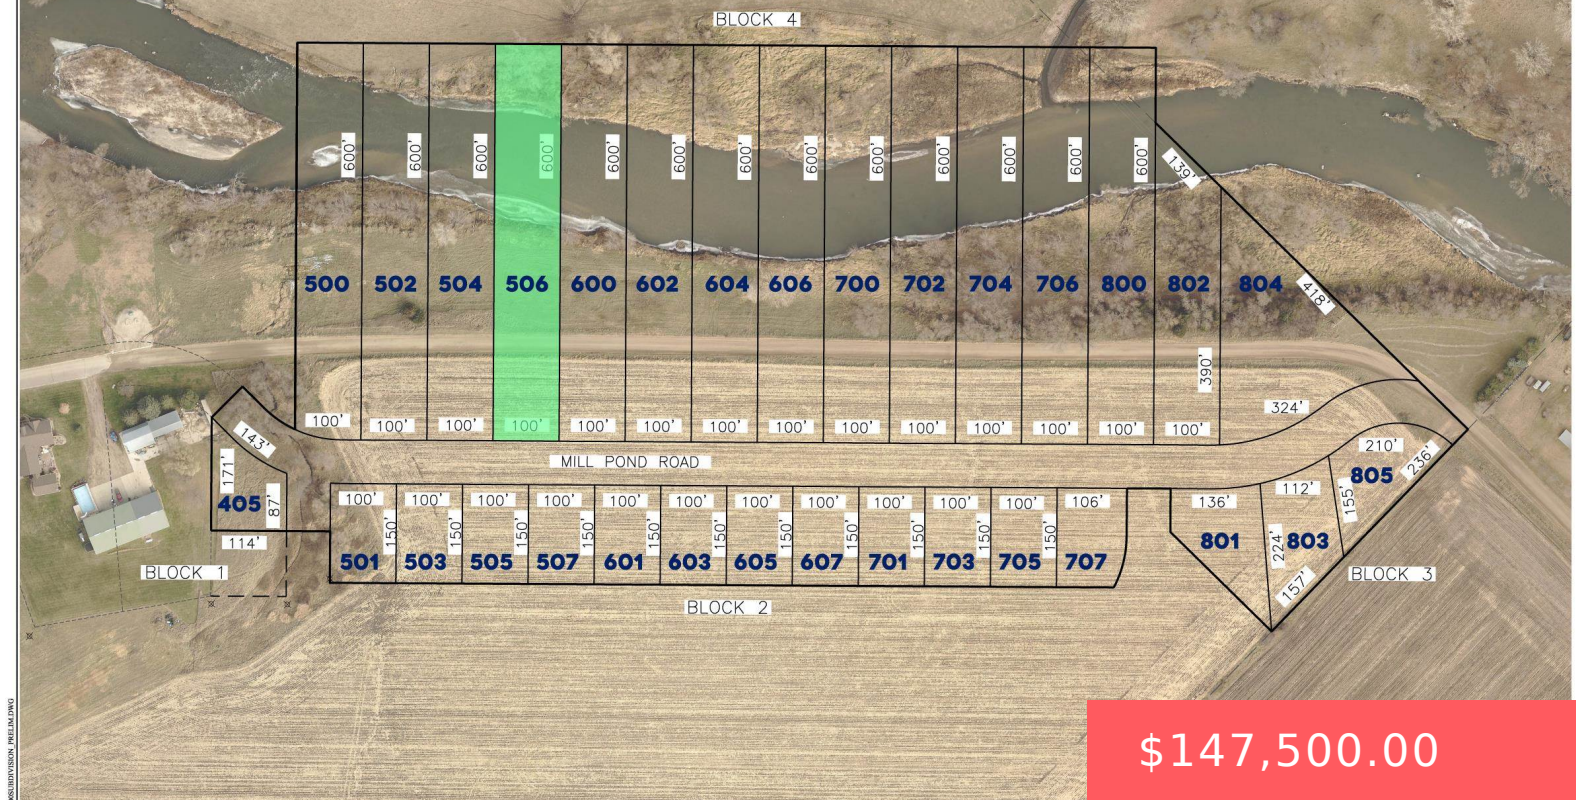 BLOCK 4
600' 600' 600' 600' 600' 600' 600' 600' 600' 600' 600' 600' 600' 139'
500 502 504 506 600 602 604 606 700 702 704 706 800 802 804 418'
390'
324'
100' 100' 100' 100' 100' 100' 100' 100' 100' 100' 100' 100' 100' 100'
143' MILL POND ROAD 210' 236'
171' 405 87' 805
100' 100' 100' 100' 100' 100' 100' 100' 100' 100' 100' 106' 136' 112' 155'
150' 150' 150' 150' 150' 150' 150' 150' 150' 150' 150'
114' 801 224' 803
501 503 505 507 601 603 605 607 701 703 705 707
BLOCK 1 157' BLOCK 3
BLOCK 2
SUBDIVISION_PRELIM.DWG
$147,500.00